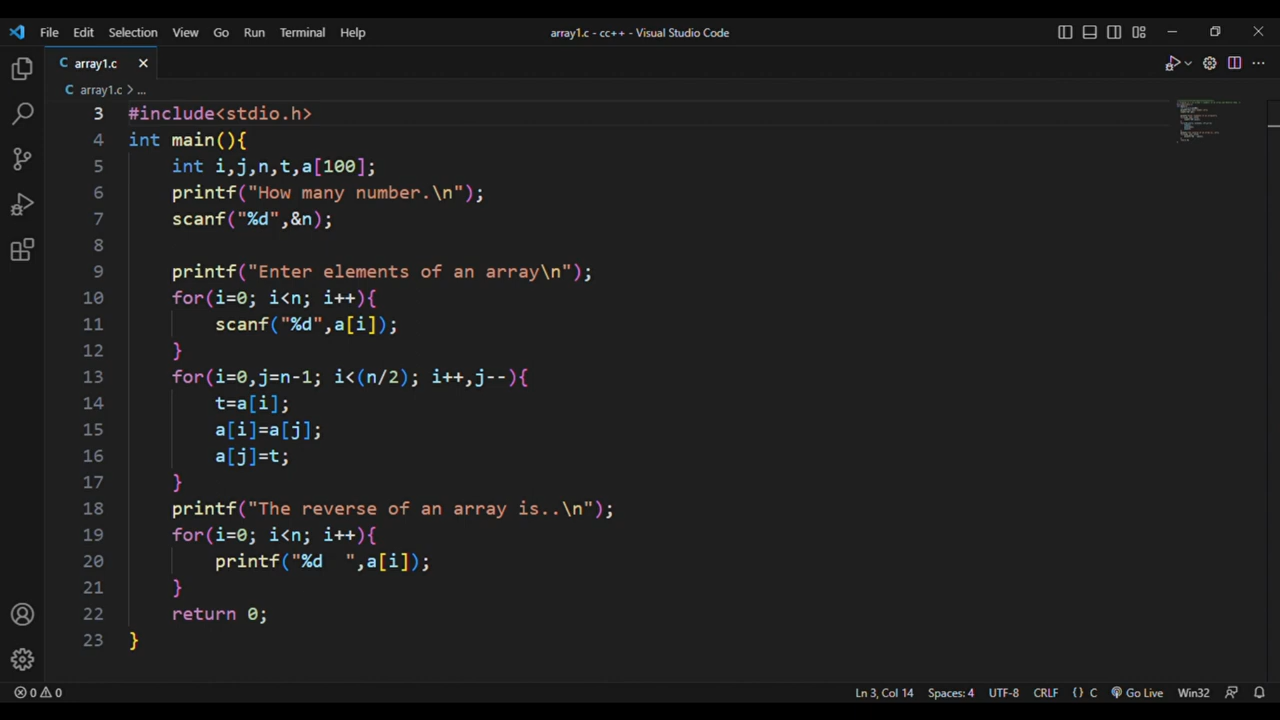 File Edit Selection View Go Run Terminal Help array1.c - cc++ - Visual Studio Code
C array1.c
C array1.c > ...
3 #include<stdio.h>
4 int main(){
5 int i,j,n,t,a[100];
6 printf("How many number.\n");
7 scanf("%d",&n);
8
9 printf("Enter elements of an array\n");
10 for(i=0; i<n; i++){
11 scanf("%d",a[i]);
12 }
13 for(i=0,j=n-1; i<(n/2); i++,j--){
14 t=a[i];
15 a[i]=a[j];
16 a[j]=t;
17 }
18 printf("The reverse of an array is..\n");
19 for(i=0; i<n; i++){
20 printf("%d  ",a[i]);
21 }
22 return 0;
23 }
0 0 Ln 3, Col 14 Spaces: 4 UTF-8 CRLF {} C Go Live Win32